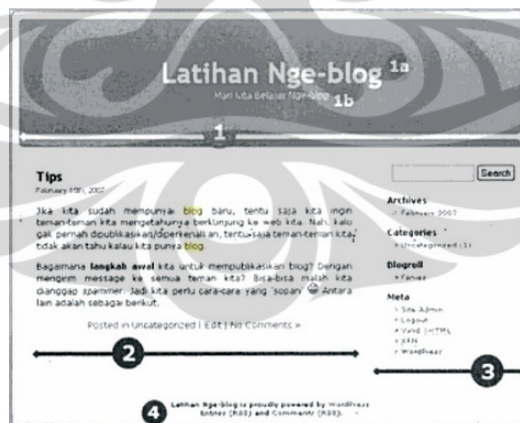 Latihan Nge-blog 1a
Mari Kita Belajar Nge-blog 1b
1
Tips
February 19th, 2007
Jika kita sudah mempunyai blog baru, tentu saja kita ingin
teman-teman kita mengetahuinya berkunjung ke web kita. Nah, kalo
gak pernah dipublikasikan/diperkenalkan, tentu saja teman-teman kita
tidak akan tahu kalau kita punya blog.
Bagaimana langkah awal kita untuk mempublikasikan blog? Dengan
mengirim message ke semua teman kita? Bisa-bisa malah kita
dianggap spammer. Jadi kita perlu cara-cara yang 'sopan' Antara
lain adalah sebagai berikut.
Posted in Uncategorized | Edit | No Comments »
2
Search
Archives
February 2007
Categories
Uncategorized (1)
Blogroll
Meta
Site Admin
Logout
Valid XHTML
XFN
WordPress
3
4
Latihan Nge-blog is proudly powered by WordPress
Entries (RSS) and Comments (RSS).